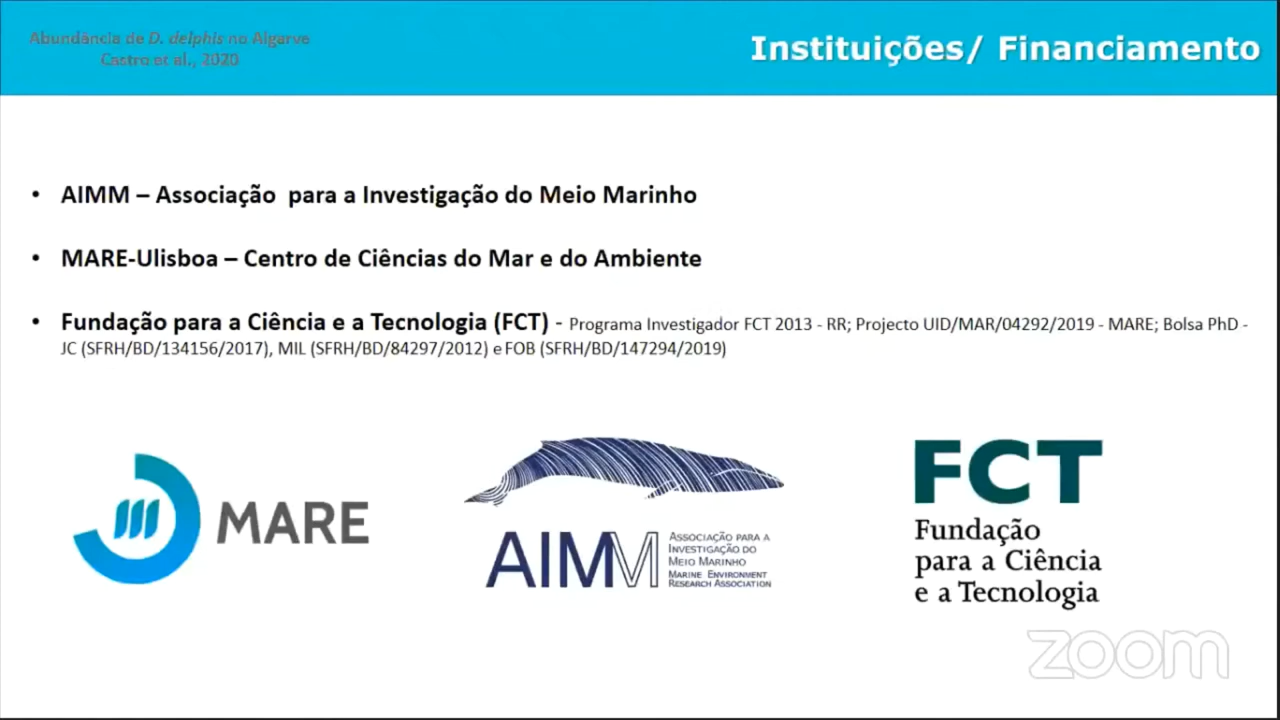 Abundância de D. delphis no Algarve
Castro et al., 2020
Instituições/ Financiamento
• AIMM – Associação para a Investigação do Meio Marinho
• MARE-Ulisboa – Centro de Ciências do Mar e do Ambiente
• Fundação para a Ciência e a Tecnologia (FCT) - Programa Investigador FCT 2013 - RR; Projecto UID/MAR/04292/2019 - MARE; Bolsa PhD -
JC (SFRH/BD/134156/2017), MIL (SFRH/BD/84297/2012) e FOB (SFRH/BD/147294/2019)
MARE
AIMM
Associação para a
Investigação do
Meio Marinho
Marine Environment
Research Association
FCT
Fundação
para a Ciência
e a Tecnologia
zoom